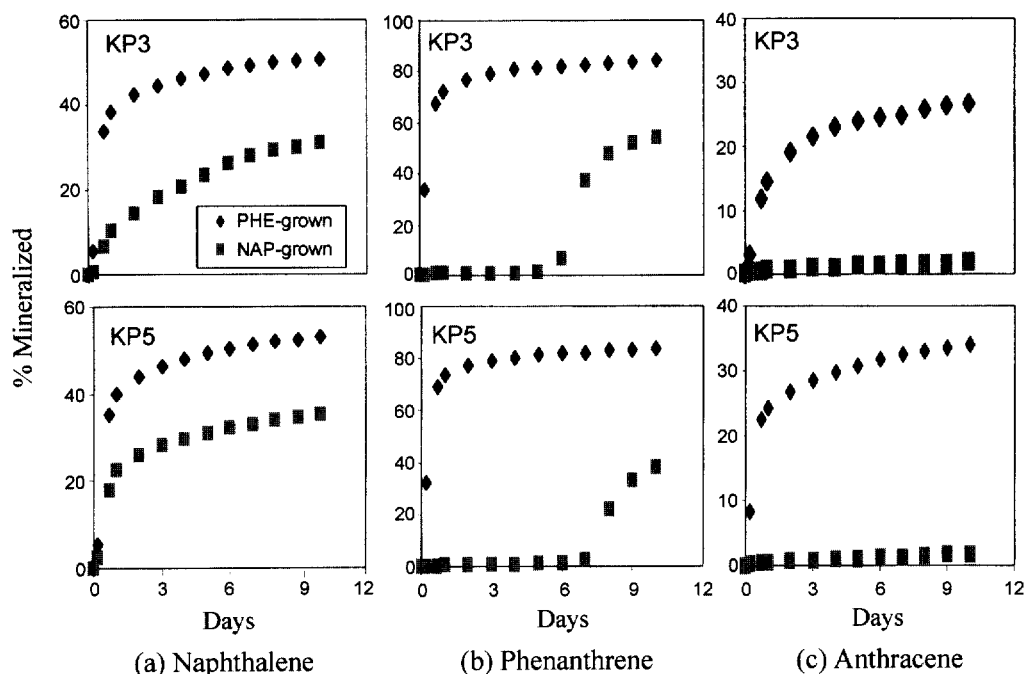 60
40
20
0
KP3
PHE-grown
NAP-grown
100
80
60
40
20
0
KP3
40
30
20
10
0
KP3
% Mineralized
60
40
20
0
KP5
0 3 6 9 12
Days
(a) Naphthalene
100
80
60
40
20
0
KP5
0 3 6 9 12
Days
(b) Phenanthrene
40
30
20
10
0
KP5
0 3 6 9 12
Days
(c) Anthracene